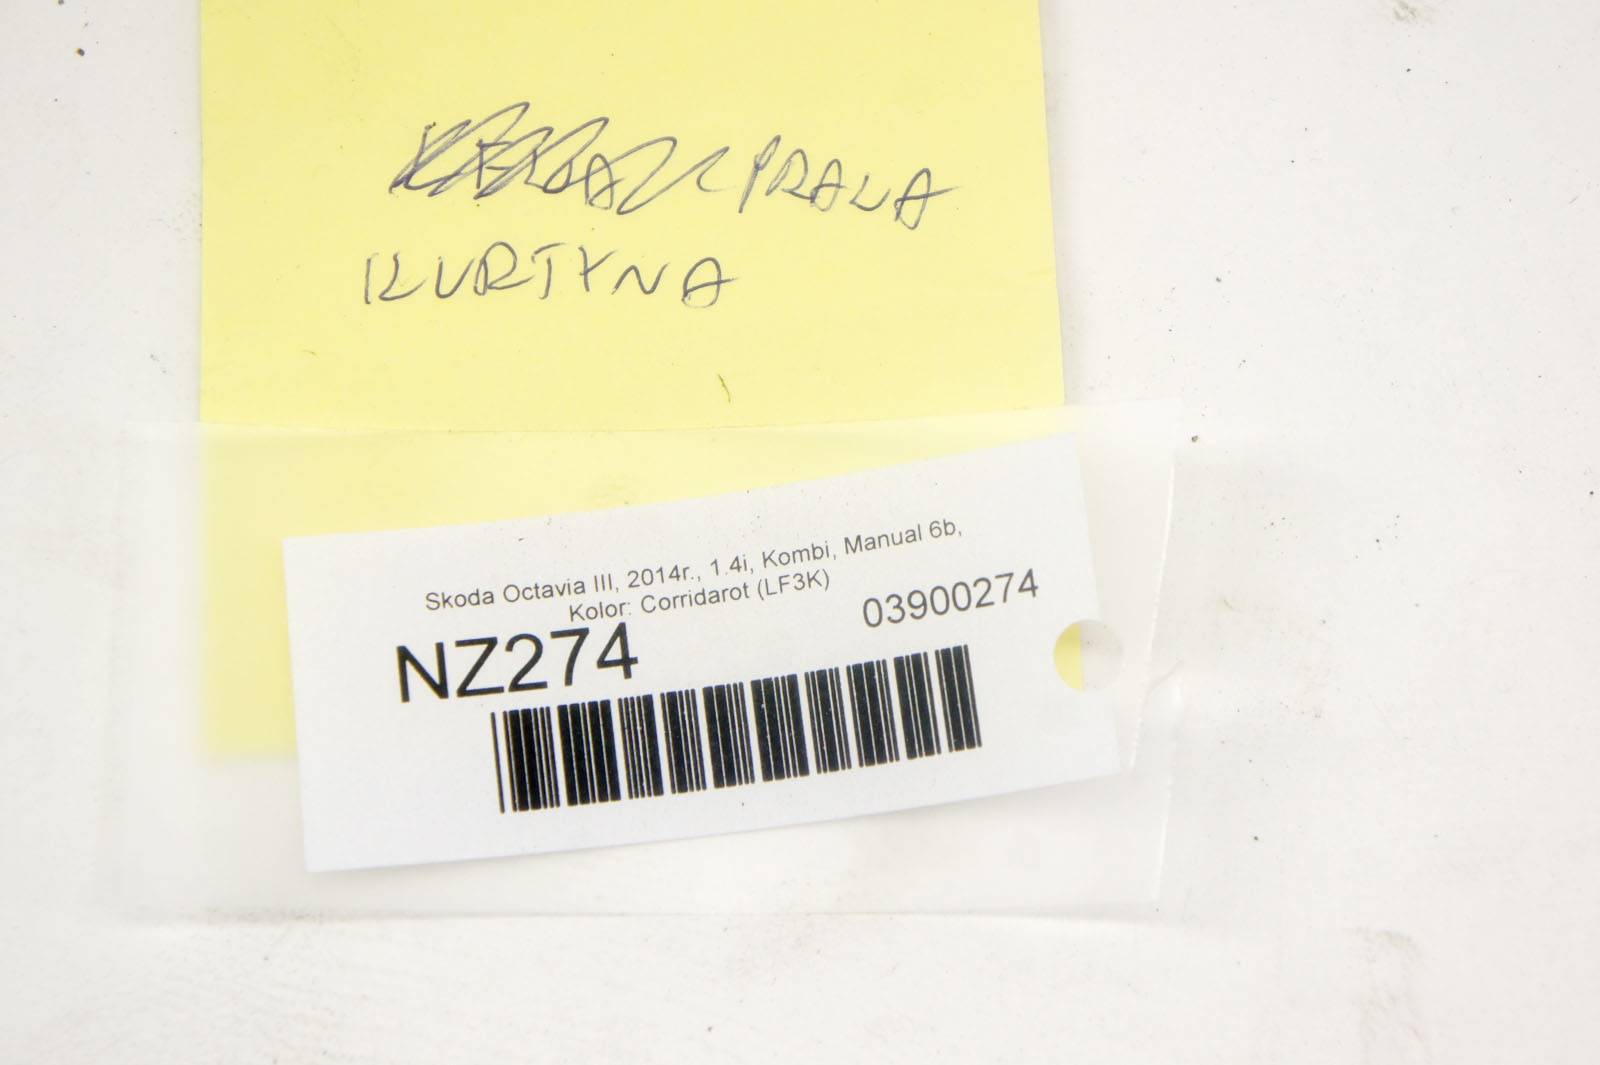 PRAWA
KURTYNA
Skoda Octavia III, 2014r., 1.4i, Kombi, Manual 6b,
Kolor: Corridarot (LF3K)
03900274
NZ274